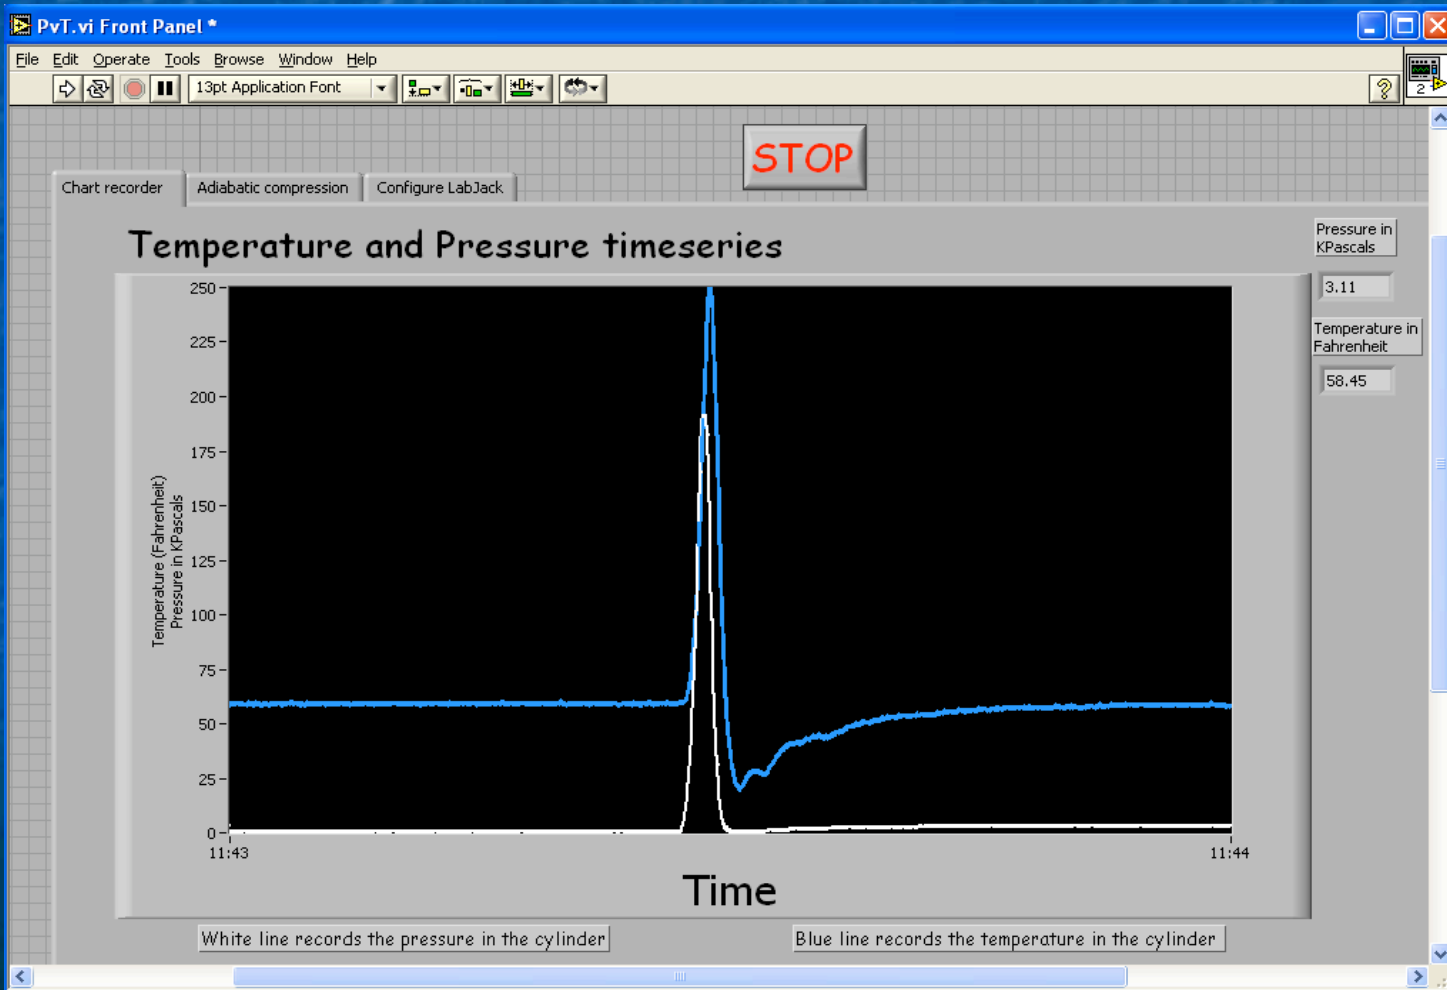 PvT.vi Front Panel *
File Edit Operate Tools Browse Window Help
13pt Application Font
?
2
STOP
Chart recorder Adiabatic compression Configure LabJack
Temperature and Pressure timeseries
Pressure in
KPascals
3.11
Temperature in
Fahrenheit
58.45
Temperature (Fahrenheit)
Pressure in KPascals
250
225
200
175
150
125
100
75
50
25
0
11:43 11:44
Time
White line records the pressure in the cylinder
Blue line records the temperature in the cylinder